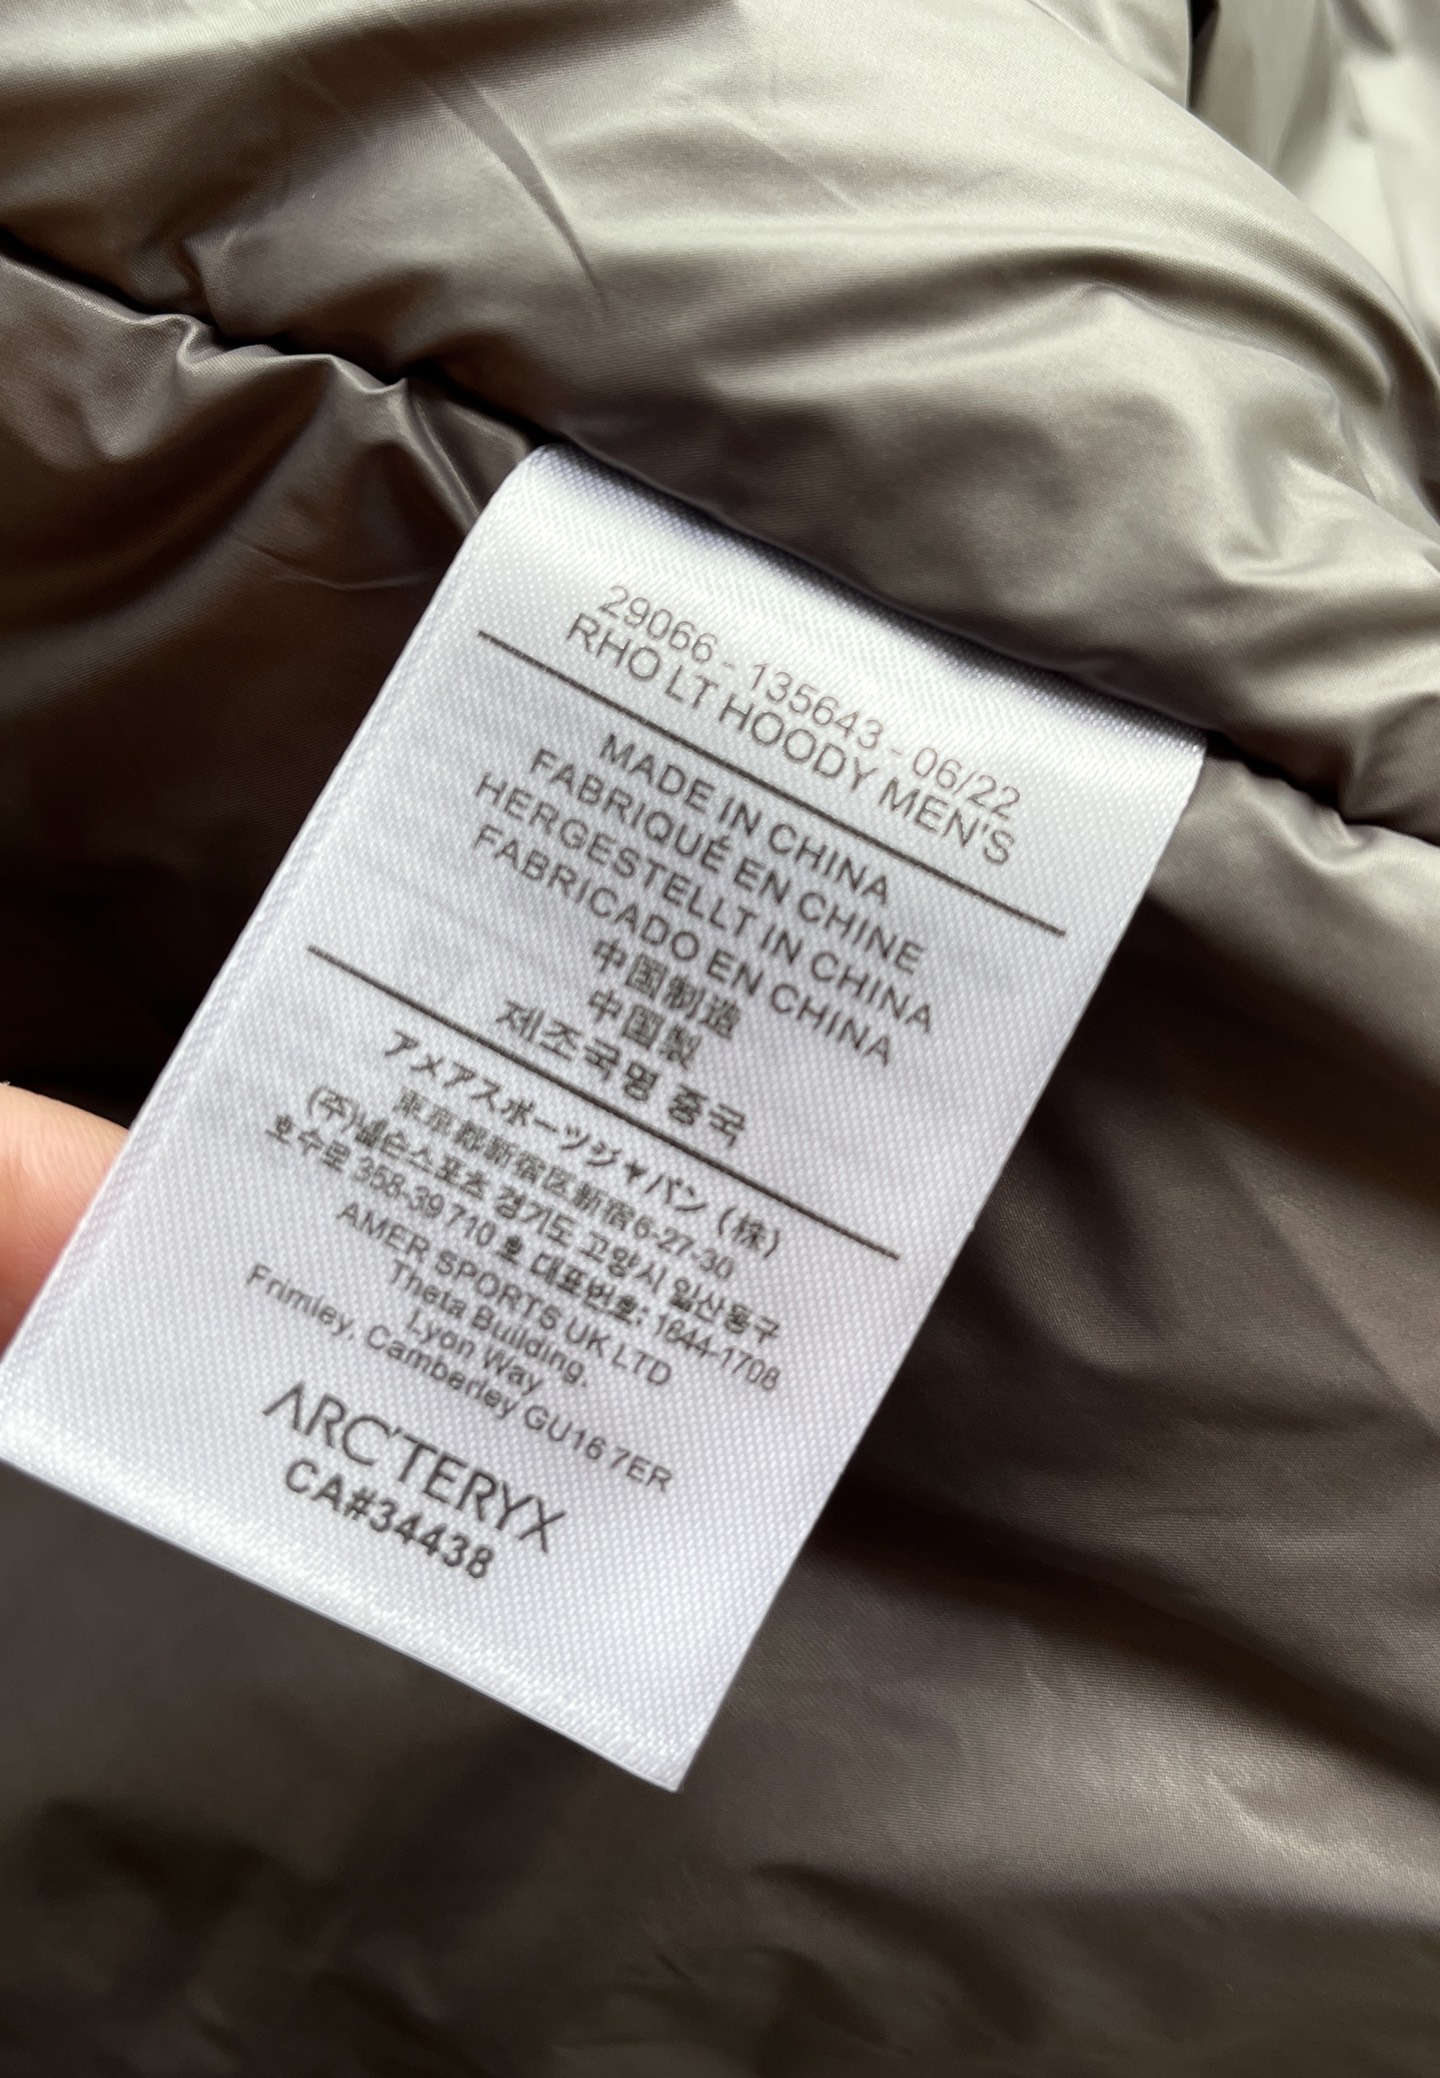 29066 - 135643 - 06/22
RHO LT HOODY MEN'S
MADE IN CHINA
FABRIQUÉ EN CHINE
HERGESTELLT IN CHINA
FABRICADO EN CHINA
中国制造
中国製
제조국명 중국
アメアスポーツジャパン (株)
東京都新宿区新宿6-27-30
(주)넬슨스포츠 경기도 고양시 일산동구
호수로 358-39 710 호 대표번호: 1644-1708
AMER SPORTS UK LTD
Theta Building.
Lyon Way
Frimley, Camberley GU16 7ER
ARC'TERYX
CA#34438